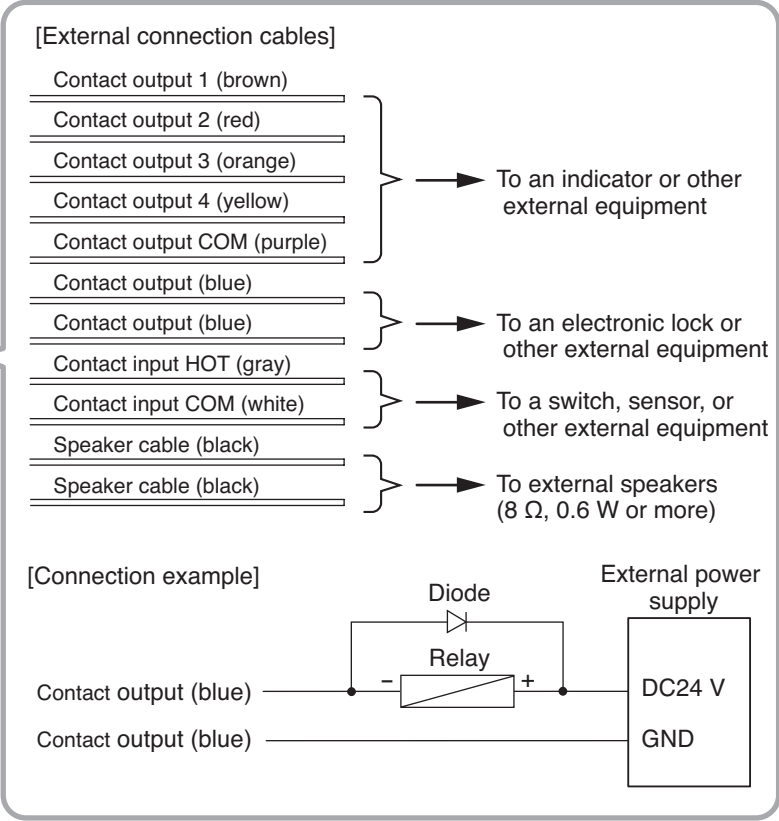 [External connection cables]
Contact output 1 (brown)
Contact output 2 (red)
Contact output 3 (orange)
Contact output 4 (yellow)
Contact output COM (purple)
To an indicator or other
external equipment
Contact output (blue)
Contact output (blue)
To an electronic lock or
other external equipment
Contact input HOT (gray)
Contact input COM (white)
To a switch, sensor, or
other external equipment
Speaker cable (black)
Speaker cable (black)
To external speakers
(8 Ω, 0.6 W or more)
[Connection example]
External power
supply
Diode
Relay
− +
Contact output (blue)
DC24 V
Contact output (blue)
GND